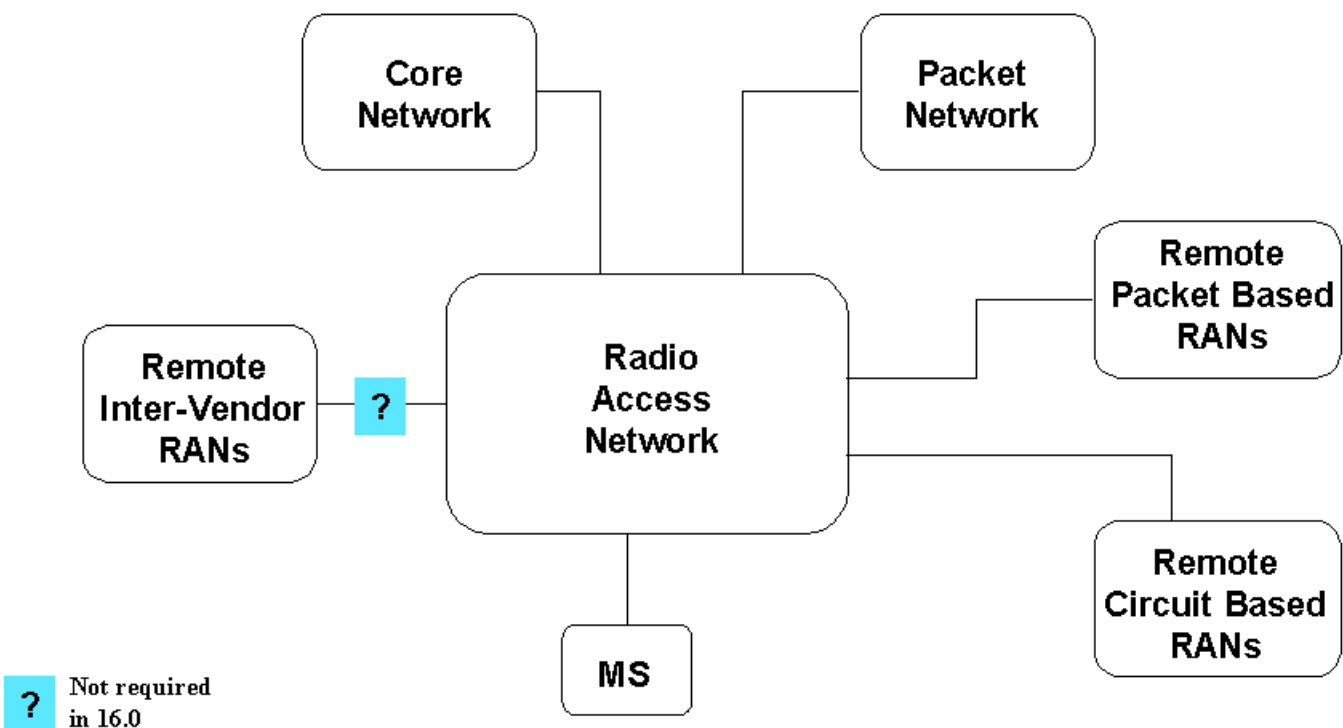 Core
Network
Packet
Network
Remote
Packet Based
RANs
Remote
Inter-Vendor
RANs
?
Radio
Access
Network
Remote
Circuit Based
RANs
MS
?
Not required
in 16.0